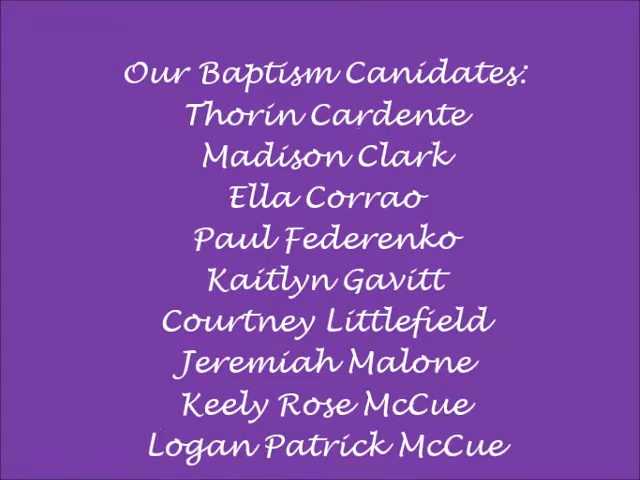 Our Baptism Canidates:
Thorin Cardente
Madison Clark
Ella Corrao
Paul Federenko
Kaitlyn Gavitt
Courtney Littlefield
Jeremiah Malone
Keely Rose McCue
Logan Patrick McCue